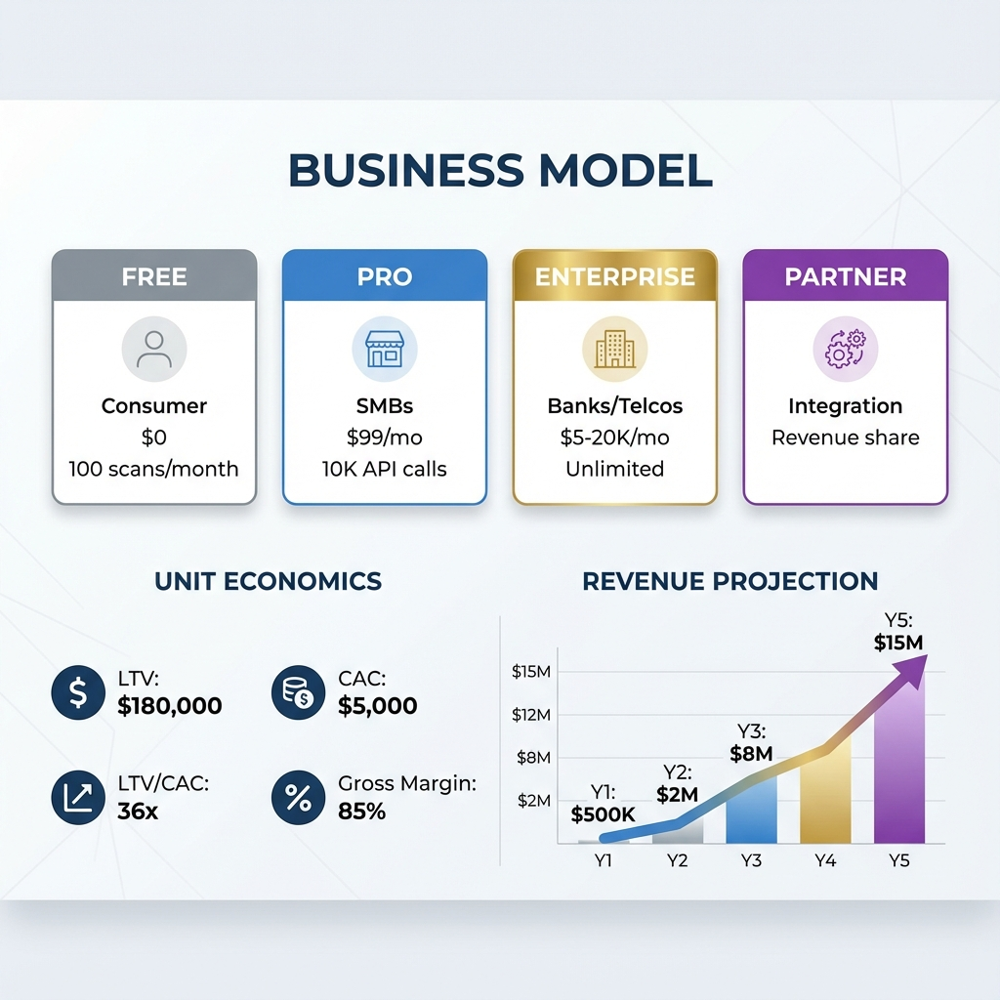 BUSINESS MODEL
FREE
Consumer
$0
100 scans/month
PRO
SMBs
$99/mo
10K API calls
ENTERPRISE
Banks/Telcos
$5-20K/mo
Unlimited
PARTNER
Integration
Revenue share
UNIT ECONOMICS
LTV:
$180,000
CAC:
$5,000
LTV/CAC:
36x
Gross Margin:
85%
REVENUE PROJECTION
$15M
$12M
$8M
$2M
Y1:
$500K
Y2:
$2M
Y3:
$8M
Y5:
$15M
Y1
Y2
Y3
Y4
Y5